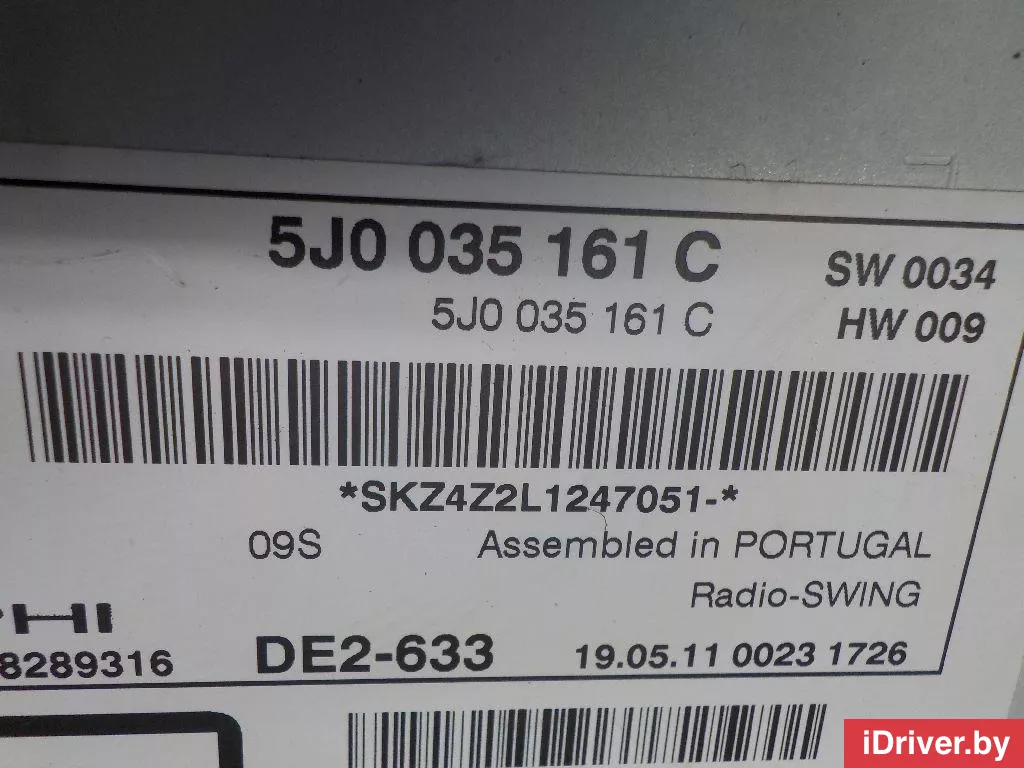 5J0 035 161 C
SW 0034
5J0 035 161 C
HW 009
*SKZ4Z2L1247051-*
09S
Assembled in PORTUGAL
Radio-SWING
PHI
8289316
DE2-633
19.05.11 0023 1726
iDriver.by